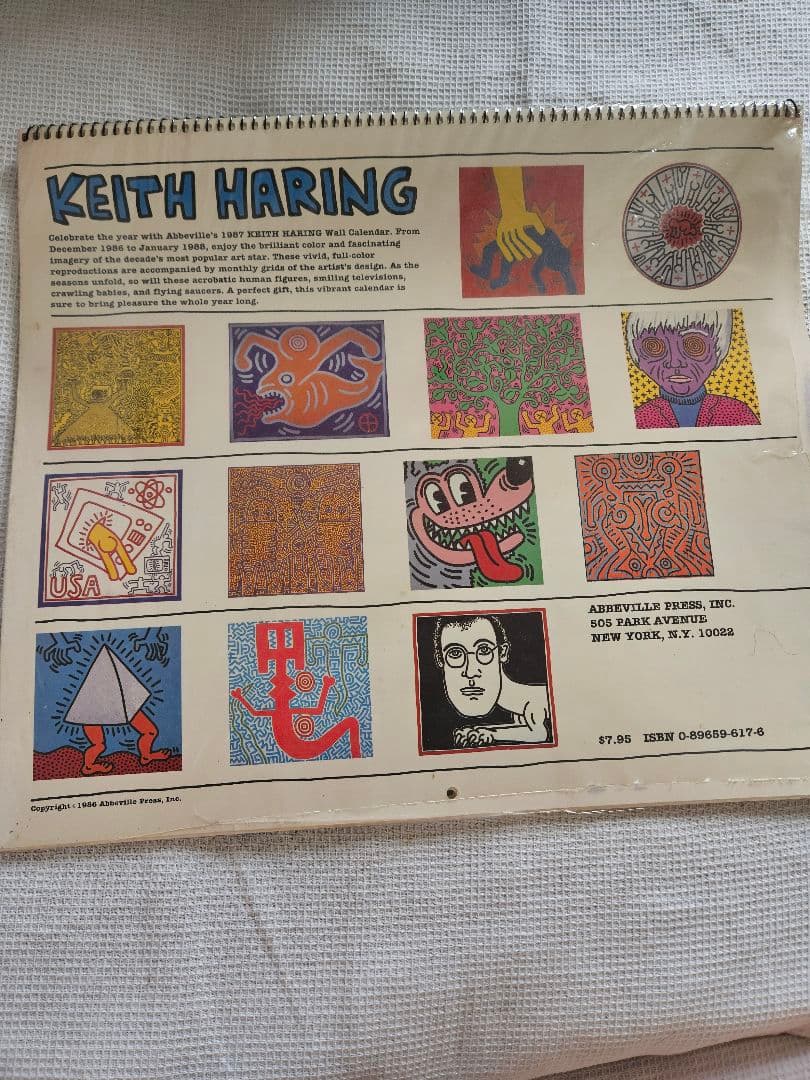 KEITH HARING
Celebrate the year with Abbeville's 1987 KEITH HARING Wall Calendar. From
December 1986 to January 1988, enjoy the brilliant color and fascinating
imagery of the decade's most popular art star. These vivid, full-color
reproductions are accompanied by monthly grids of the artist's design. As the
seasons unfold, so will these acrobatic human figures, smiling televisions,
crawling babies, and flying saucers. A perfect gift, this vibrant calendar is
sure to bring pleasure the whole year long.
USA
ABBEVILLE PRESS, INC.
505 PARK AVENUE
NEW YORK, N.Y. 10022
$7.95 ISBN 0-89659-617-6
Copyright © 1986 Abbeville Press, Inc.